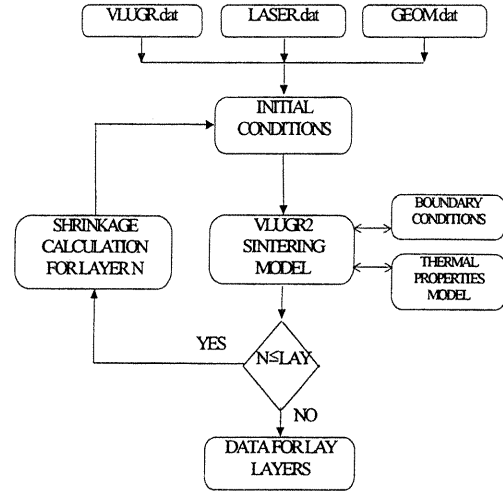 VLUGR.dat
LASER.dat
GEOM.dat
INITIAL
CONDITIONS
SHRINKAGE
CALCULATION
FOR LAYER N
VLUGR2
SINTERING
MODEL
BOUNDARY
CONDITIONS
THERMAL
PROPERTIES
MODEL
YES
N≤LAY
NO
DATA FOR LAY
LAYERS